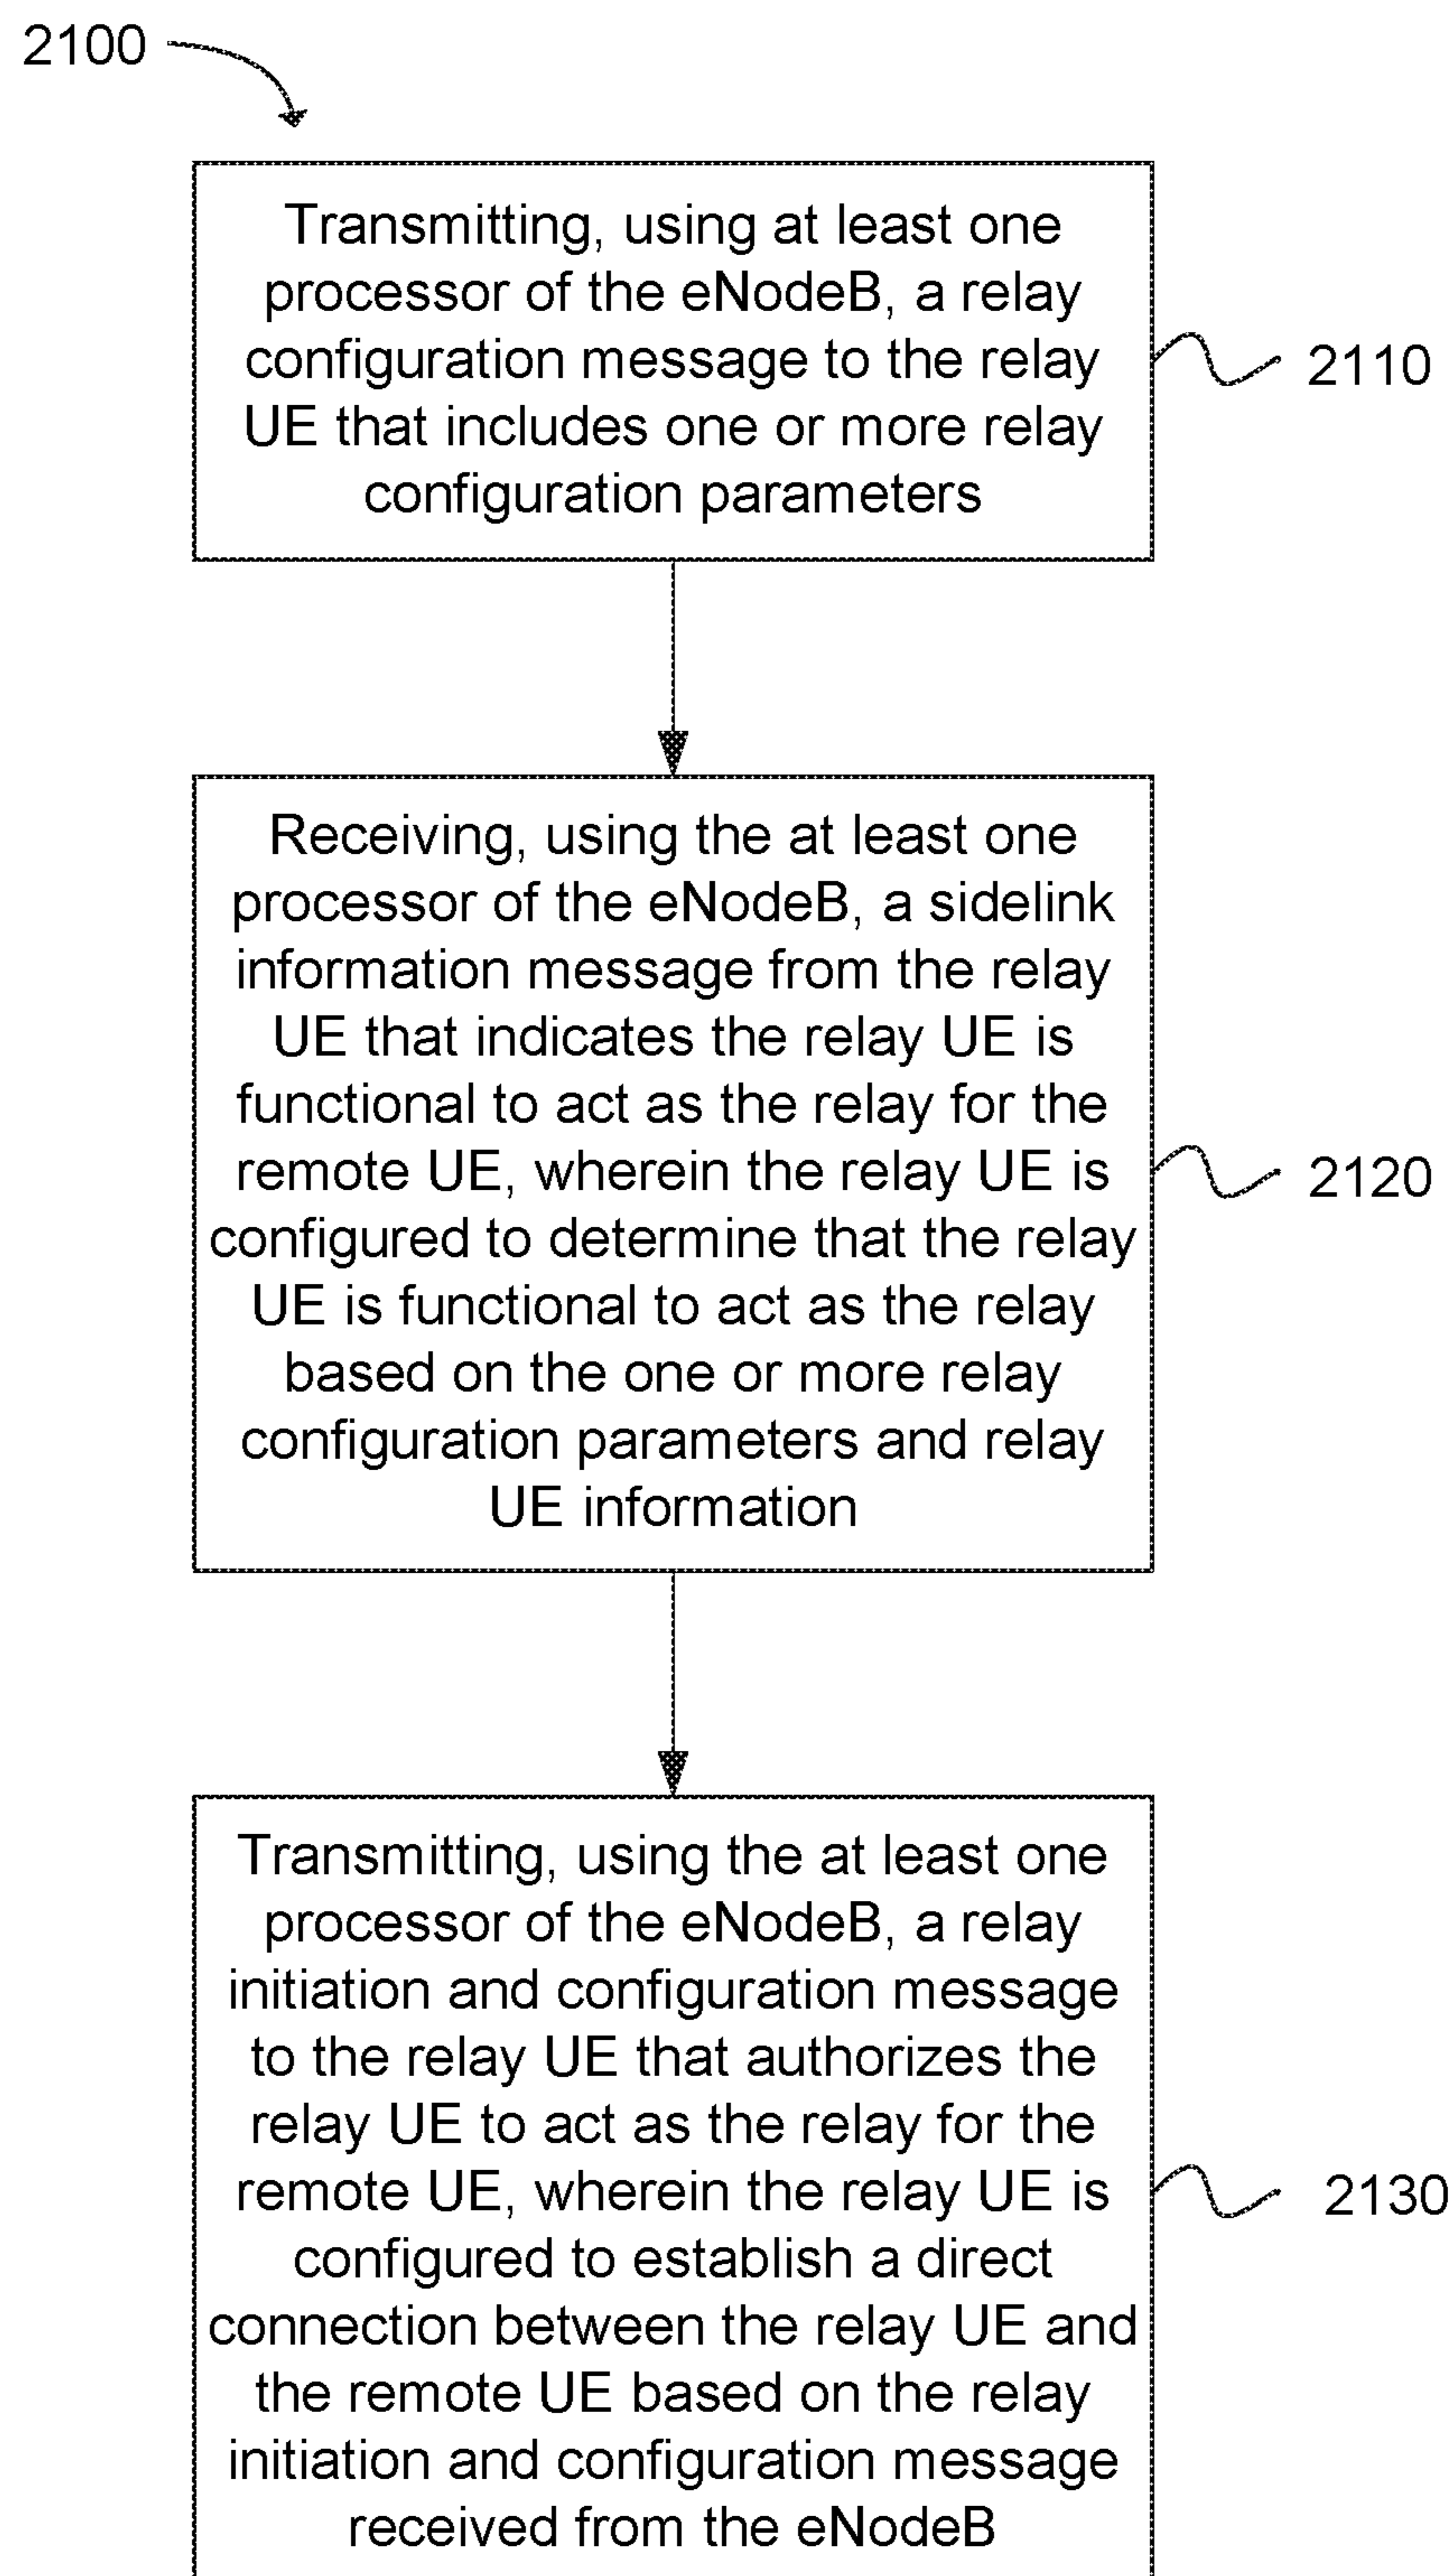 2100
Transmitting, using at least one
processor of the eNodeB, a relay
configuration message to the relay
UE that includes one or more relay
configuration parameters
2110
Receiving, using the at least one
processor of the eNodeB, a sidelink
information message from the relay
UE that indicates the relay UE is
functional to act as the relay for the
remote UE, wherein the relay UE is
configured to determine that the relay
UE is functional to act as the relay
based on the one or more relay
configuration parameters and relay
UE information
2120
Transmitting, using the at least one
processor of the eNodeB, a relay
initiation and configuration message
to the relay UE that authorizes the
relay UE to act as the relay for the
remote UE, wherein the relay UE is
configured to establish a direct
connection between the relay UE and
the remote UE based on the relay
initiation and configuration message
received from the eNodeB
2130